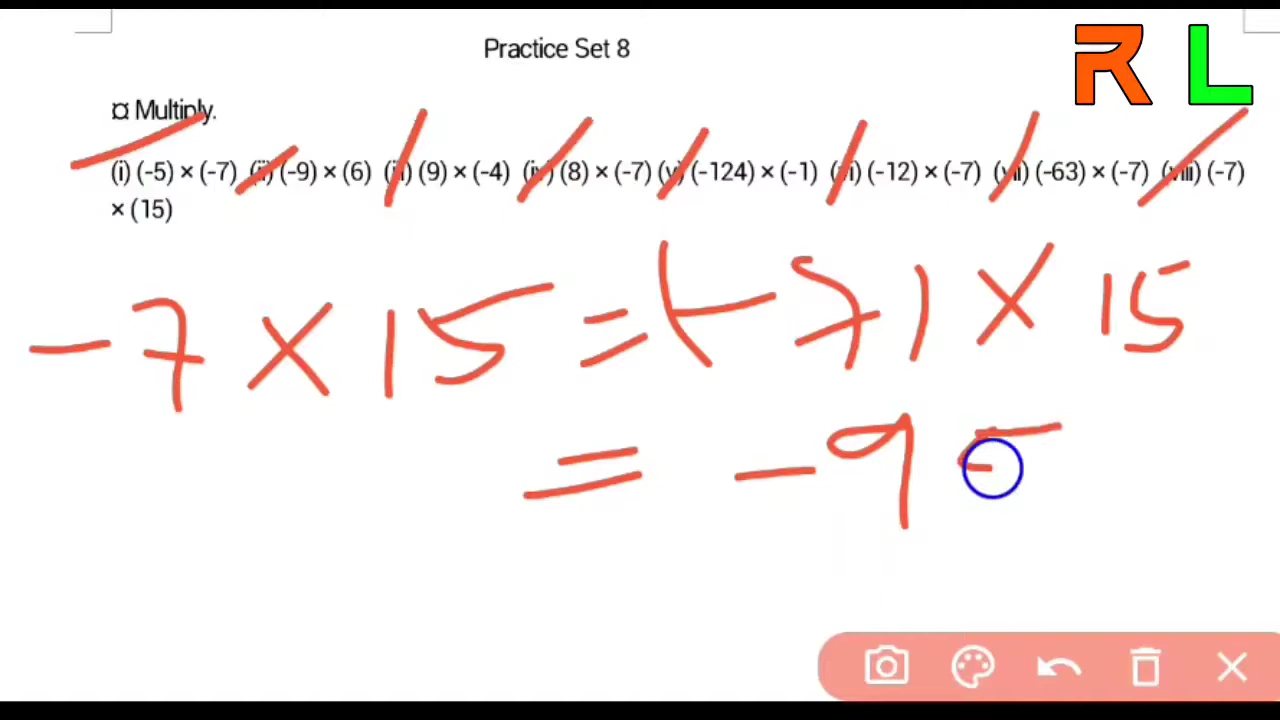 R L
Practice Set 8
¤ Multiply.
(i) (-5) × (-7) (ii) (-9) × (6) (iii) (9) × (-4) (iv) (8) × (-7) (v) (-124) × (-1) (vi) (-12) × (-7) (vii) (-63) × (-7) (viii) (-7)
× (15)
-7 × 15 = (-7) × 15
= -95